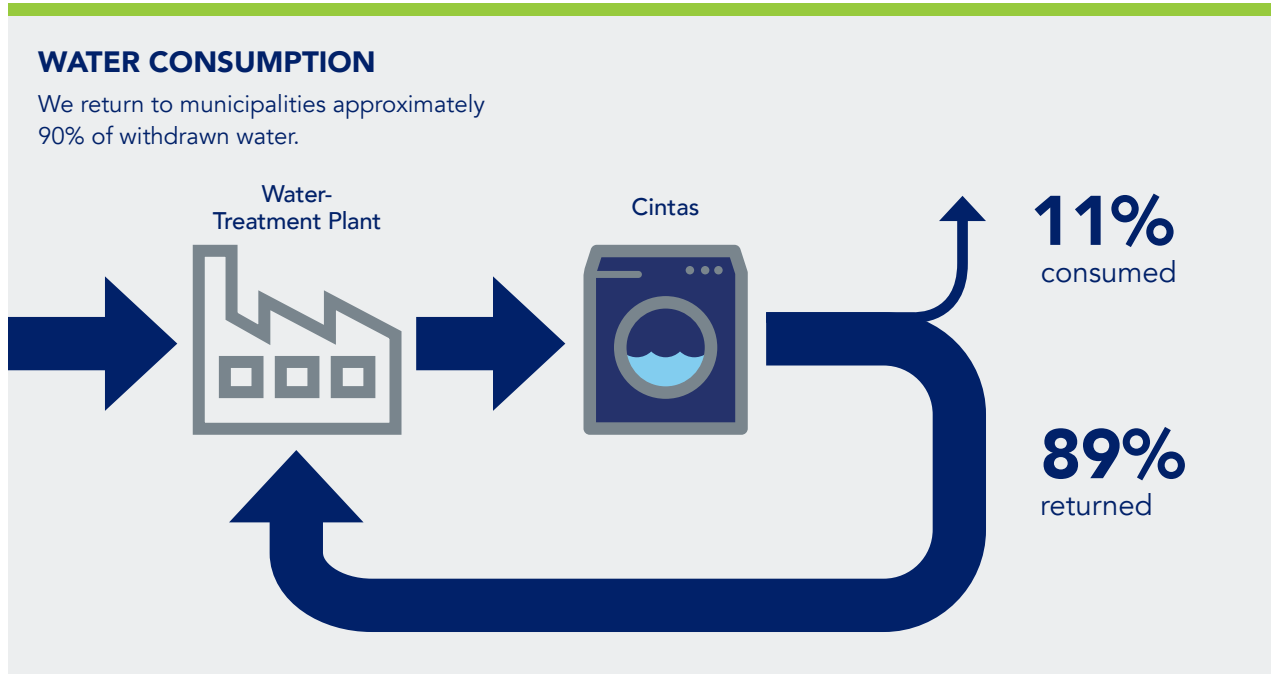 WATER CONSUMPTION
We return to municipalities approximately
90% of withdrawn water.
Water-
Treatment Plant
Cintas
11%
consumed
89%
returned